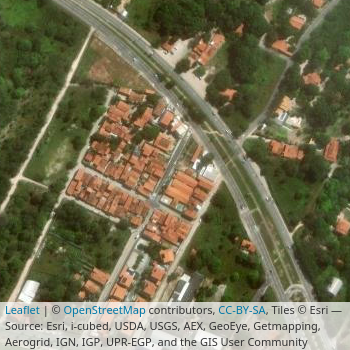 Leaflet | © OpenStreetMap contributors, CC-BY-SA, Tiles © Esri —
Source: Esri, i-cubed, USDA, USGS, AEX, GeoEye, Getmapping,
Aerogrid, IGN, IGP, UPR-EGP, and the GIS User Community